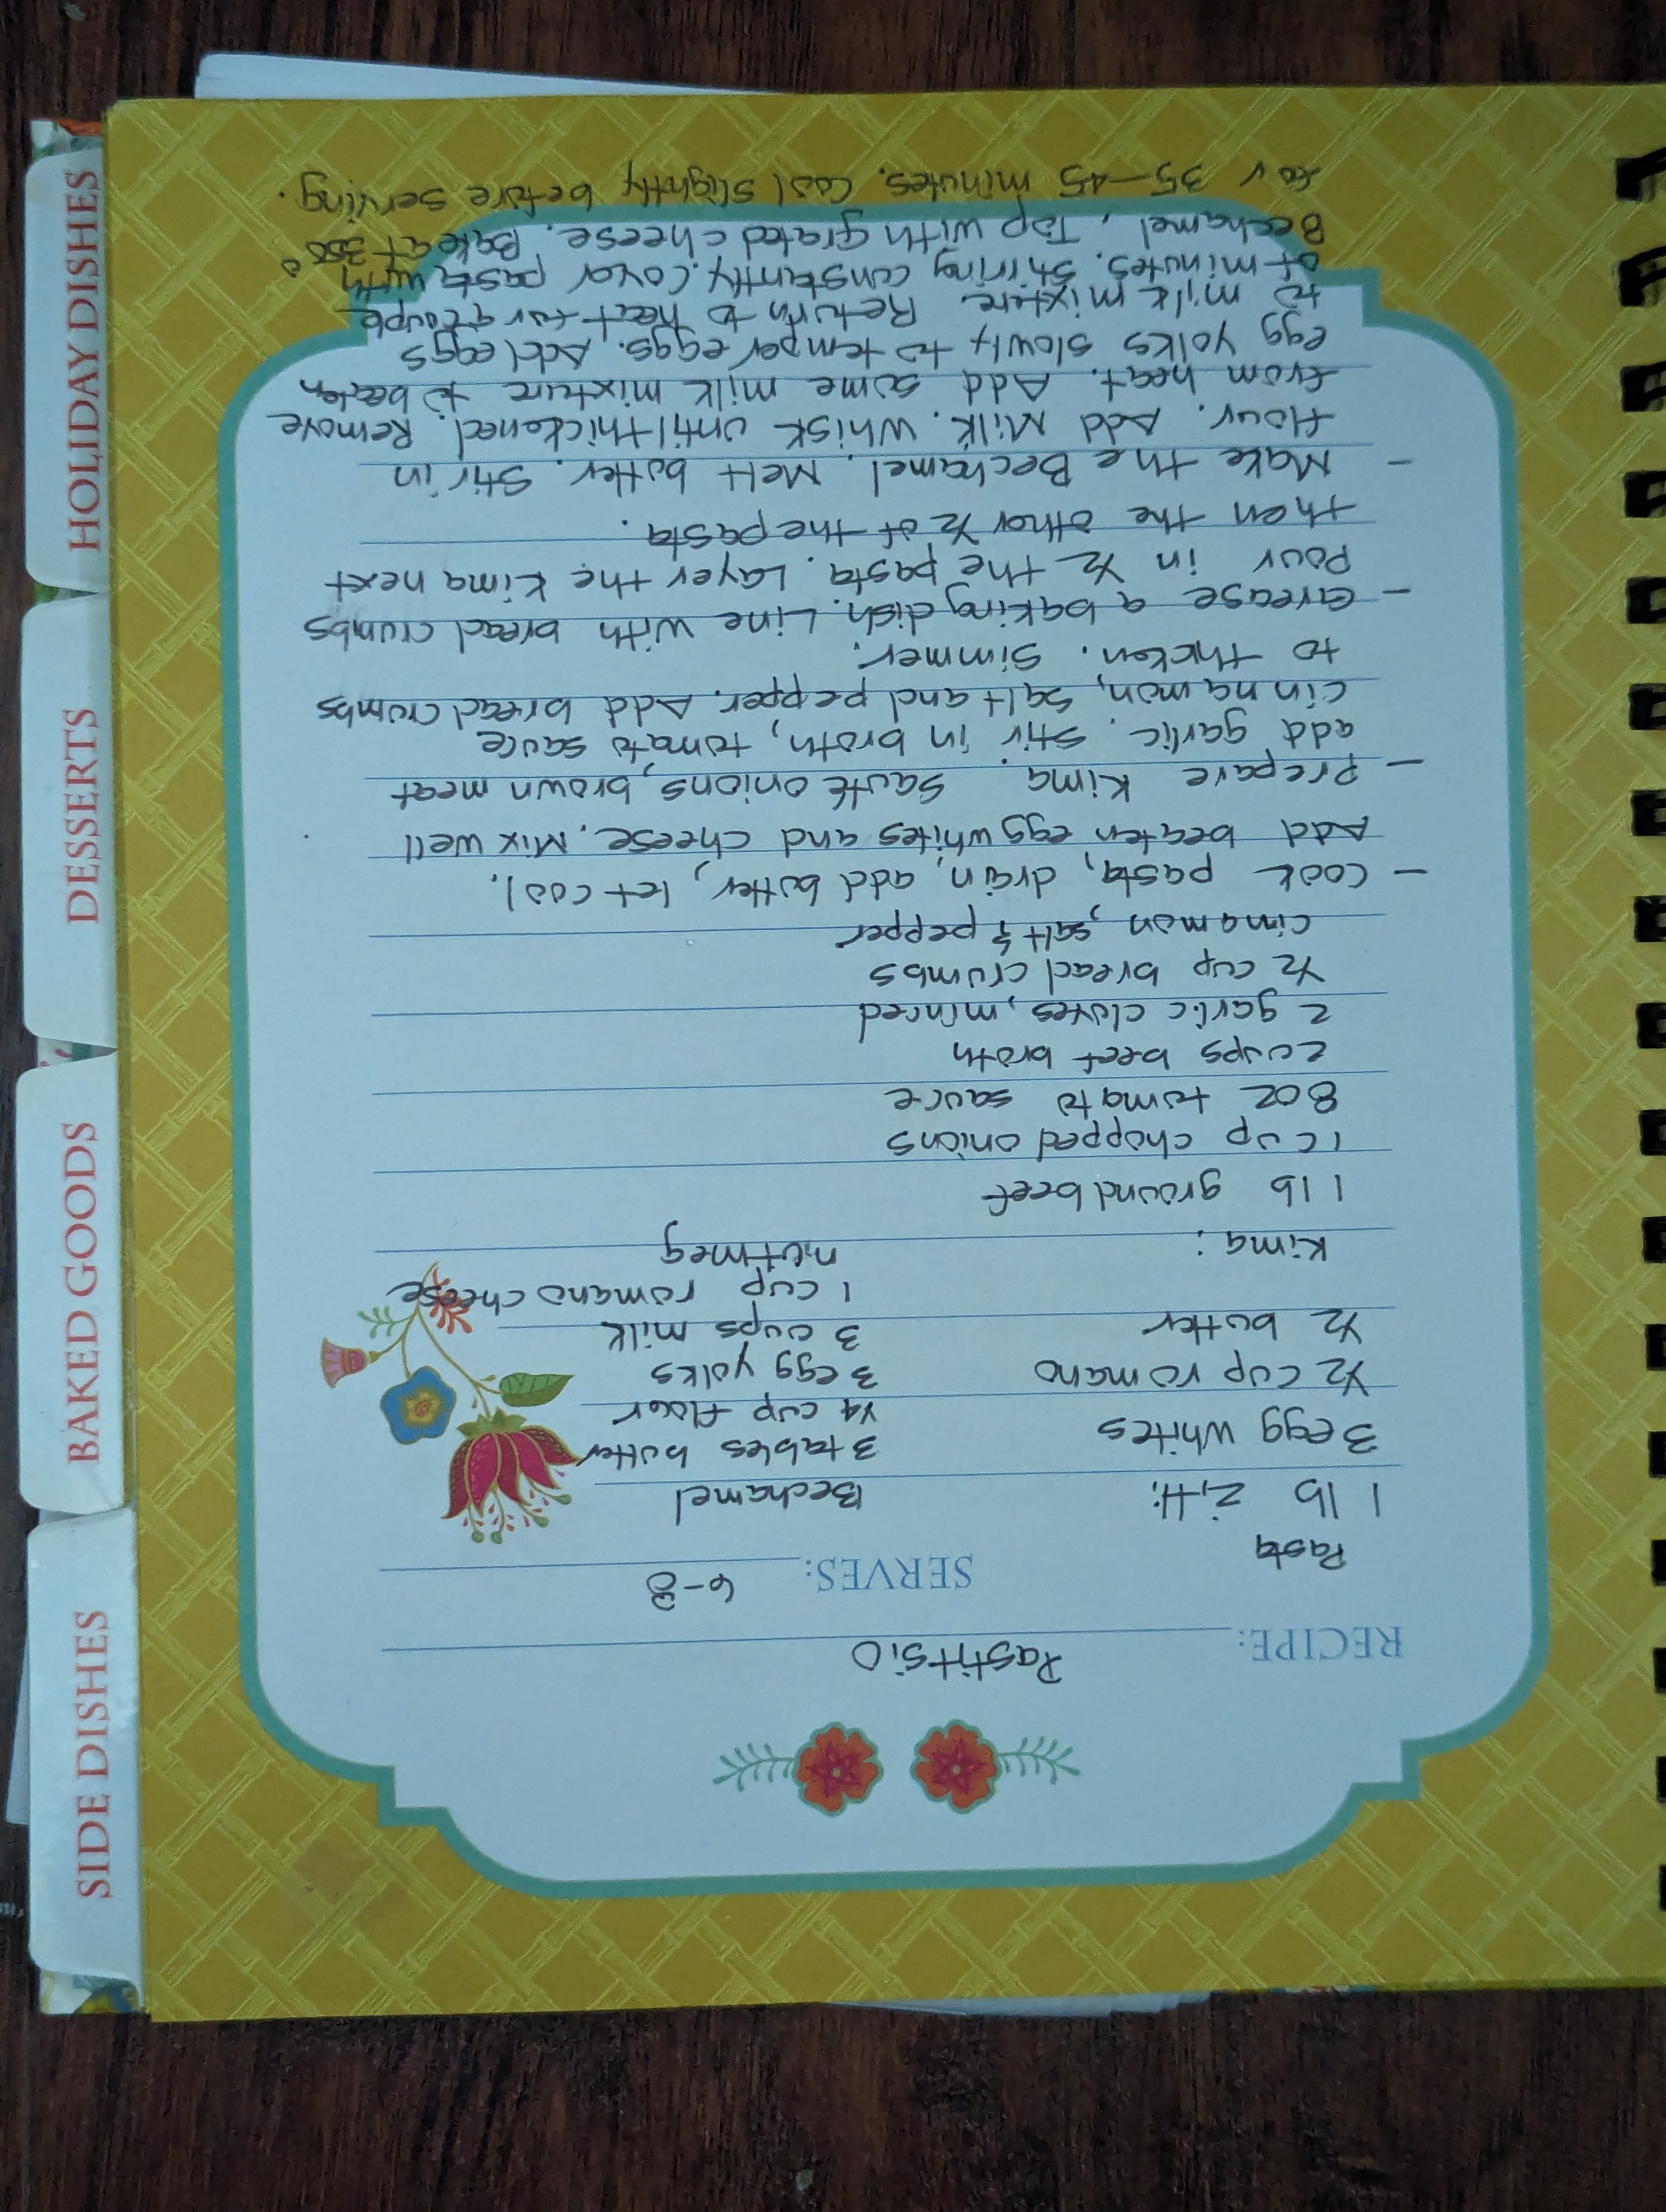 RECIPE: Pastitsio
SERVES: 6-8
Pasta
1 lb ziti
3 egg whites
1/2 cup romano
1/2 butter
Bechamel
3 tables butter
1/4 cup flour
3 egg yolks
3 cups milk
1 cup romano cheese
nutmeg
Kima:
1 lb ground beef
1 cup chopped onions
8 oz tomato sauce
2 cups beef broth
2 garlic cloves, minced
1/2 cup bread crumbs
cinamon, salt & pepper
- Cook pasta, drain, add butter, let cool.
Add beaten egg whites and cheese. Mix well
- Prepare Kima. Sauté onions, brown meat
add garlic. Stir in broth, tomato sauce
cinnamon, salt and pepper. Add bread crumbs
to thicken. Simmer.
- Grease a baking dish. Line with bread crumbs
Pour in 1/2 the pasta. Layer the Kima next
then the other 1/2 of the pasta.
- Make the Bechamel. Melt butter. Stir in
flour. Add Milk. Whisk until thickened. Remove
from heat. Add some milk mixture to beaten
egg yolks slowly to temper eggs. Add eggs
to milk mixture. Return to heat for a couple
of minutes. Stiring constantly. Cover pasta with
Bechamel. Top with grated cheese. Bake at 350°
for 35-45 minutes. Cool slightly before serving.
SIDE DISHES
BAKED GOODS
DESSERTS
HOLIDAY DISHES